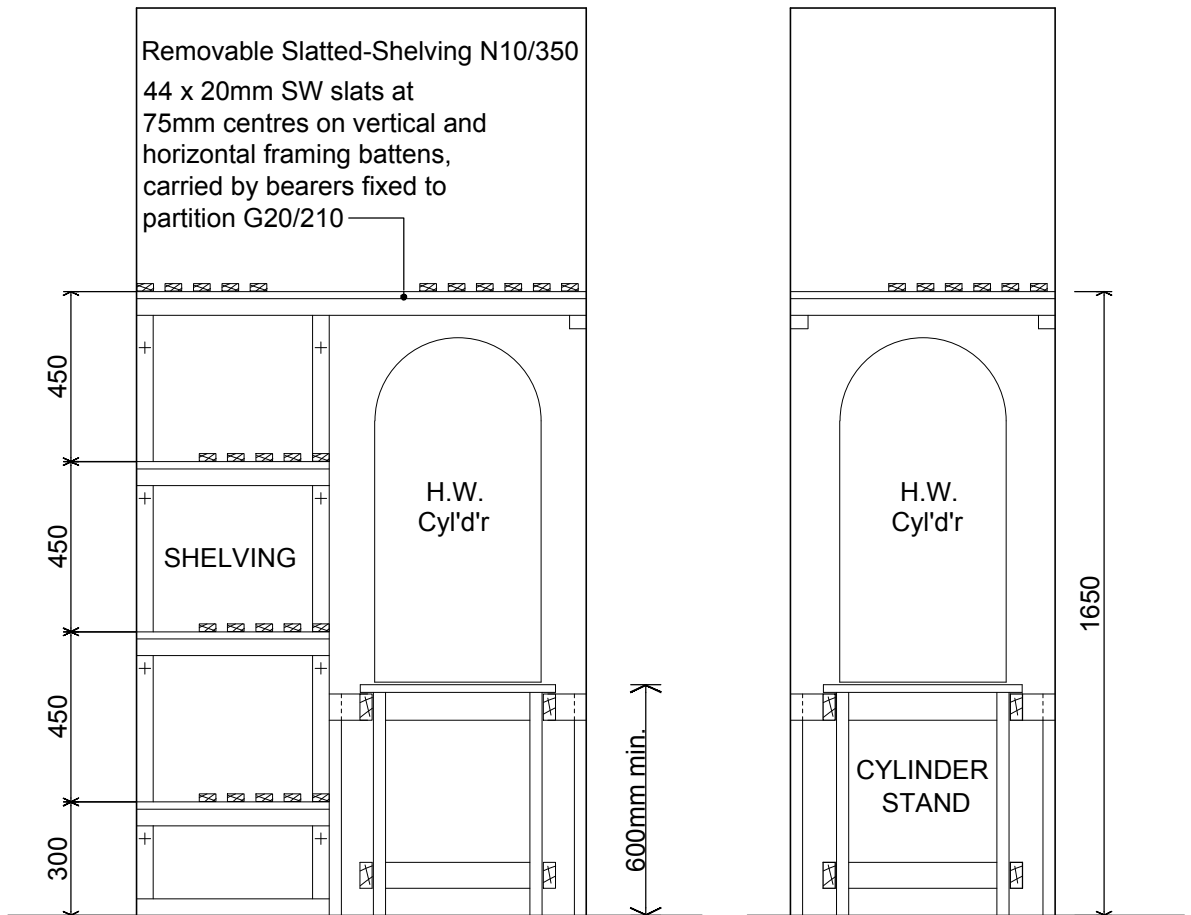 Removable Slatted-Shelving N10/350
44 x 20mm SW slats at
75mm centres on vertical and
horizontal framing battens,
carried by bearers fixed to
partition G20/210
450
450
450
300
SHELVING
H.W.
Cyl'd'r
600mm min.
H.W.
Cyl'd'r
CYLINDER
STAND
1650